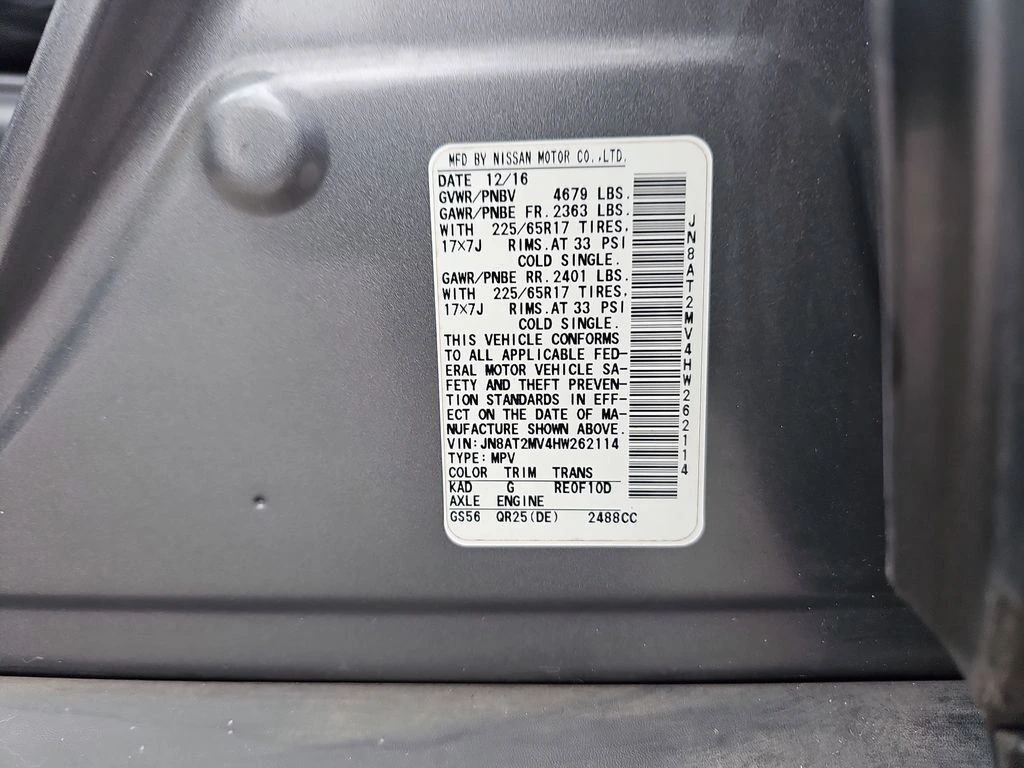 MFD BY NISSAN MOTOR CO.,LTD.
DATE 12/16
GVWR/PNBV 4679 LBS.
GAWR/PNBE FR. 2363 LBS.
WITH 225/65R17 TIRES,
17×7J RIMS.AT 33 PSI
COLD SINGLE.
GAWR/PNBE RR. 2401 LBS.
WITH 225/65R17 TIRES,
17×7J RIMS.AT 33 PSI
COLD SINGLE.
THIS VEHICLE CONFORMS
TO ALL APPLICABLE FED-
ERAL MOTOR VEHICLE SA-
FETY AND THEFT PREVEN-
TION STANDARDS IN EFF-
ECT ON THE DATE OF MA-
NUFACTURE SHOWN ABOVE.
VIN:JN8AT2MV4HW262114
TYPE:MPV
COLOR TRIM TRANS
KAD G RE0F10D
AXLE ENGINE
GS56 QR25(DE) 2488CC
JN8AT2MV4HW262114